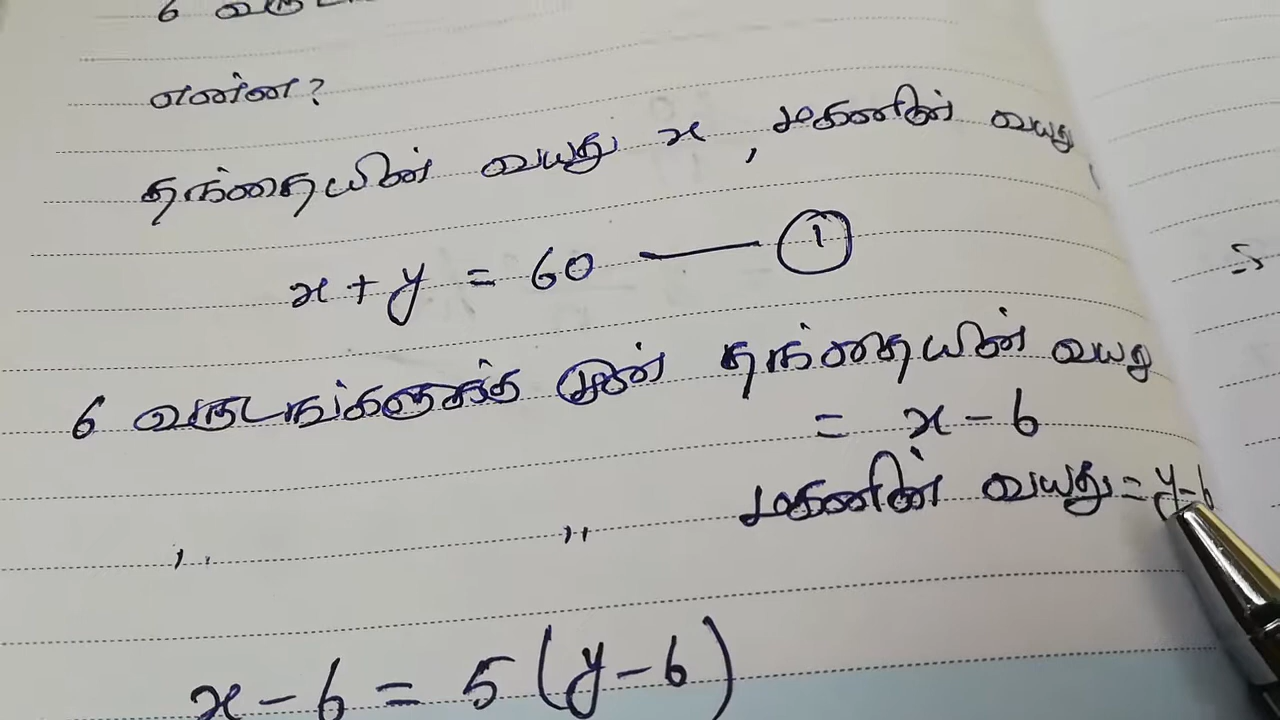 6
என்ன?
தந்தையின் வயது x , மகனின் வயது
x + y = 60 —— ①
6 வருடங்களுக்கு முன் தந்தையின் வயது
= x - 6
,, ,, மகனின் வயது = y - 6
x - 6 = 5 (y - 6)